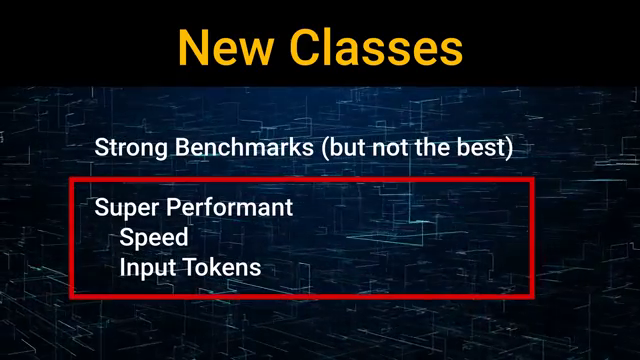 New Classes
Strong Benchmarks (but not the best)
Super Performant
Speed
Input Tokens